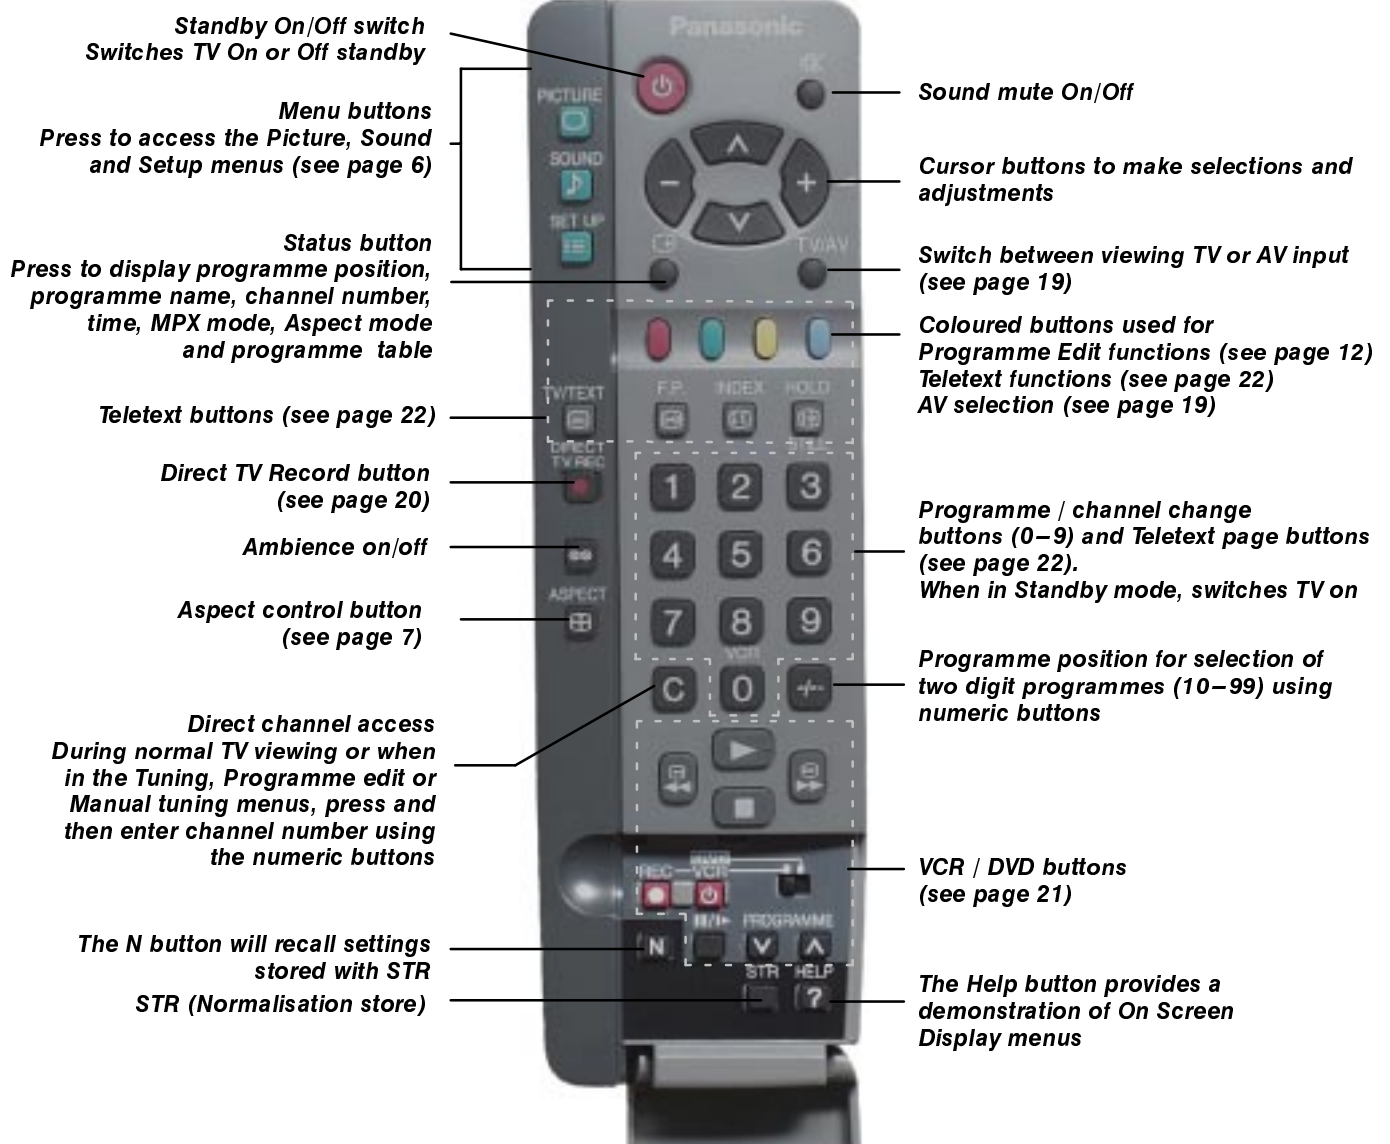 Standby On/Off switch
Switches TV On or Off standby
Menu buttons
Press to access the Picture, Sound
and Setup menus (see page 6)
Status button
Press to display programme position,
programme name, channel number,
time, MPX mode, Aspect mode
and programme table
Teletext buttons (see page 22)
Direct TV Record button
(see page 20)
Ambience on/off
Aspect control button
(see page 7)
Direct channel access
During normal TV viewing or when
in the Tuning, Programme edit or
Manual tuning menus, press and
then enter channel number using
the numeric buttons
The N button will recall settings
stored with STR
STR (Normalisation store)
Panasonic
PICTURE
SOUND
SET UP
TV/AV
F.P. INDEX HOLD
TV/TEXT
DIRECT
TV REC
1 2 3
4 5 6
ASPECT
7 8 9
VCR
C 0 -/--
REC VCR
PROGRAMME
N
STR HELP
?
Sound mute On/Off
Cursor buttons to make selections and
adjustments
Switch between viewing TV or AV input
(see page 19)
Coloured buttons used for
Programme Edit functions (see page 12)
Teletext functions (see page 22)
AV selection (see page 19)
Programme / channel change
buttons (0–9) and Teletext page buttons
(see page 22).
When in Standby mode, switches TV on
Programme position for selection of
two digit programmes (10–99) using
numeric buttons
VCR / DVD buttons
(see page 21)
The Help button provides a
demonstration of On Screen
Display menus